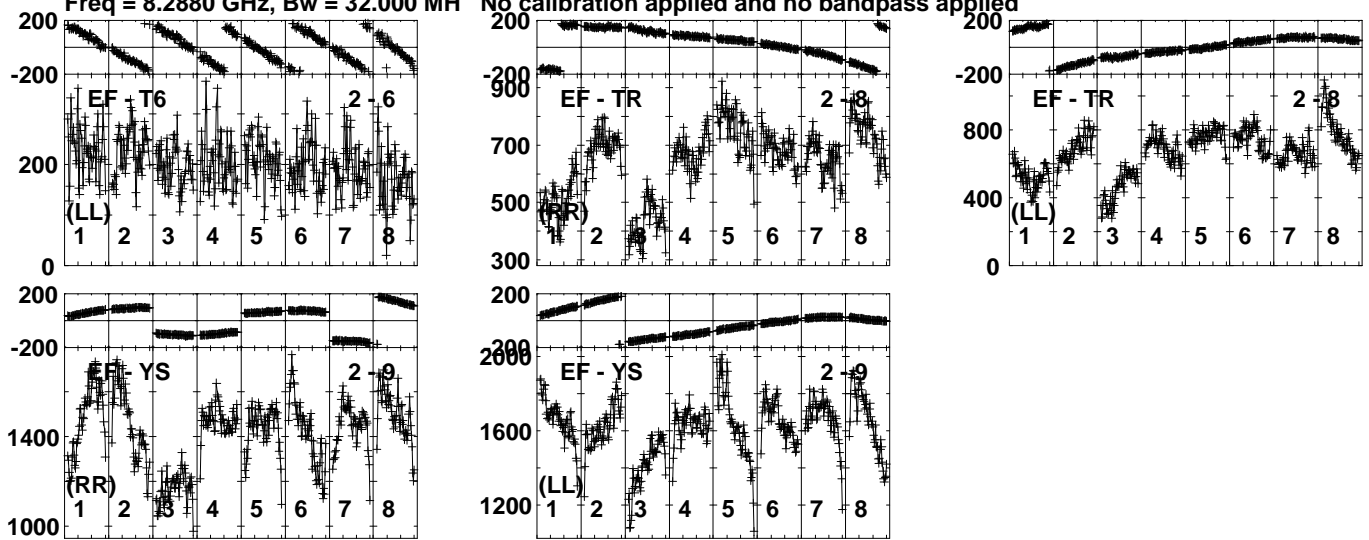 Freq = 8.2880 GHz, Bw = 32.000 MH No calibration applied and no bandpass applied
200
-200
EF - T6 2 - 6
200
(LL)
1 2 3 4 5 6 7 8
0
200
-200
900
EF - TR 2 - 8
700
500
(RR)
1 2 3 4 5 6 7 8
300
200
-200
EF - TR 2 - 8
800
400
(LL)
1 2 3 4 5 6 7 8
0
200
-200
EF - YS 2 - 9
1400
(RR)
1 2 3 4 5 6 7 8
1000
200
-200
2000
EF - YS 2 - 9
1600
(LL)
1 2 3 4 5 6 7 8
1200